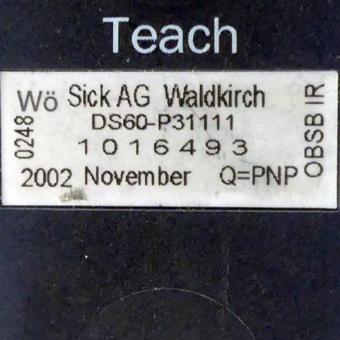 Teach
Wö Sick AG Waldkirch
DS60-P31111
1016493
2002 November Q=PNP
0248
OBSB IR